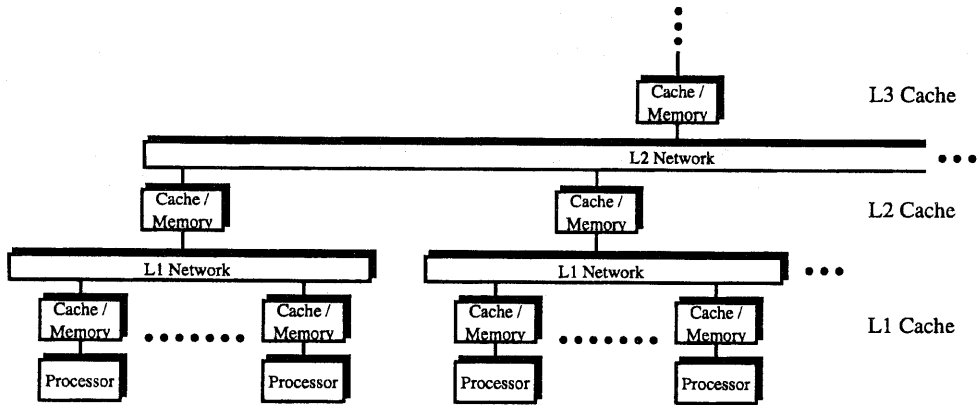 Cache /
Memory
L3 Cache
L2 Network
Cache /
Memory
Cache /
Memory
L2 Cache
L1 Network
L1 Network
Cache /
Memory
Cache /
Memory
Cache /
Memory
Cache /
Memory
L1 Cache
Processor
Processor
Processor
Processor